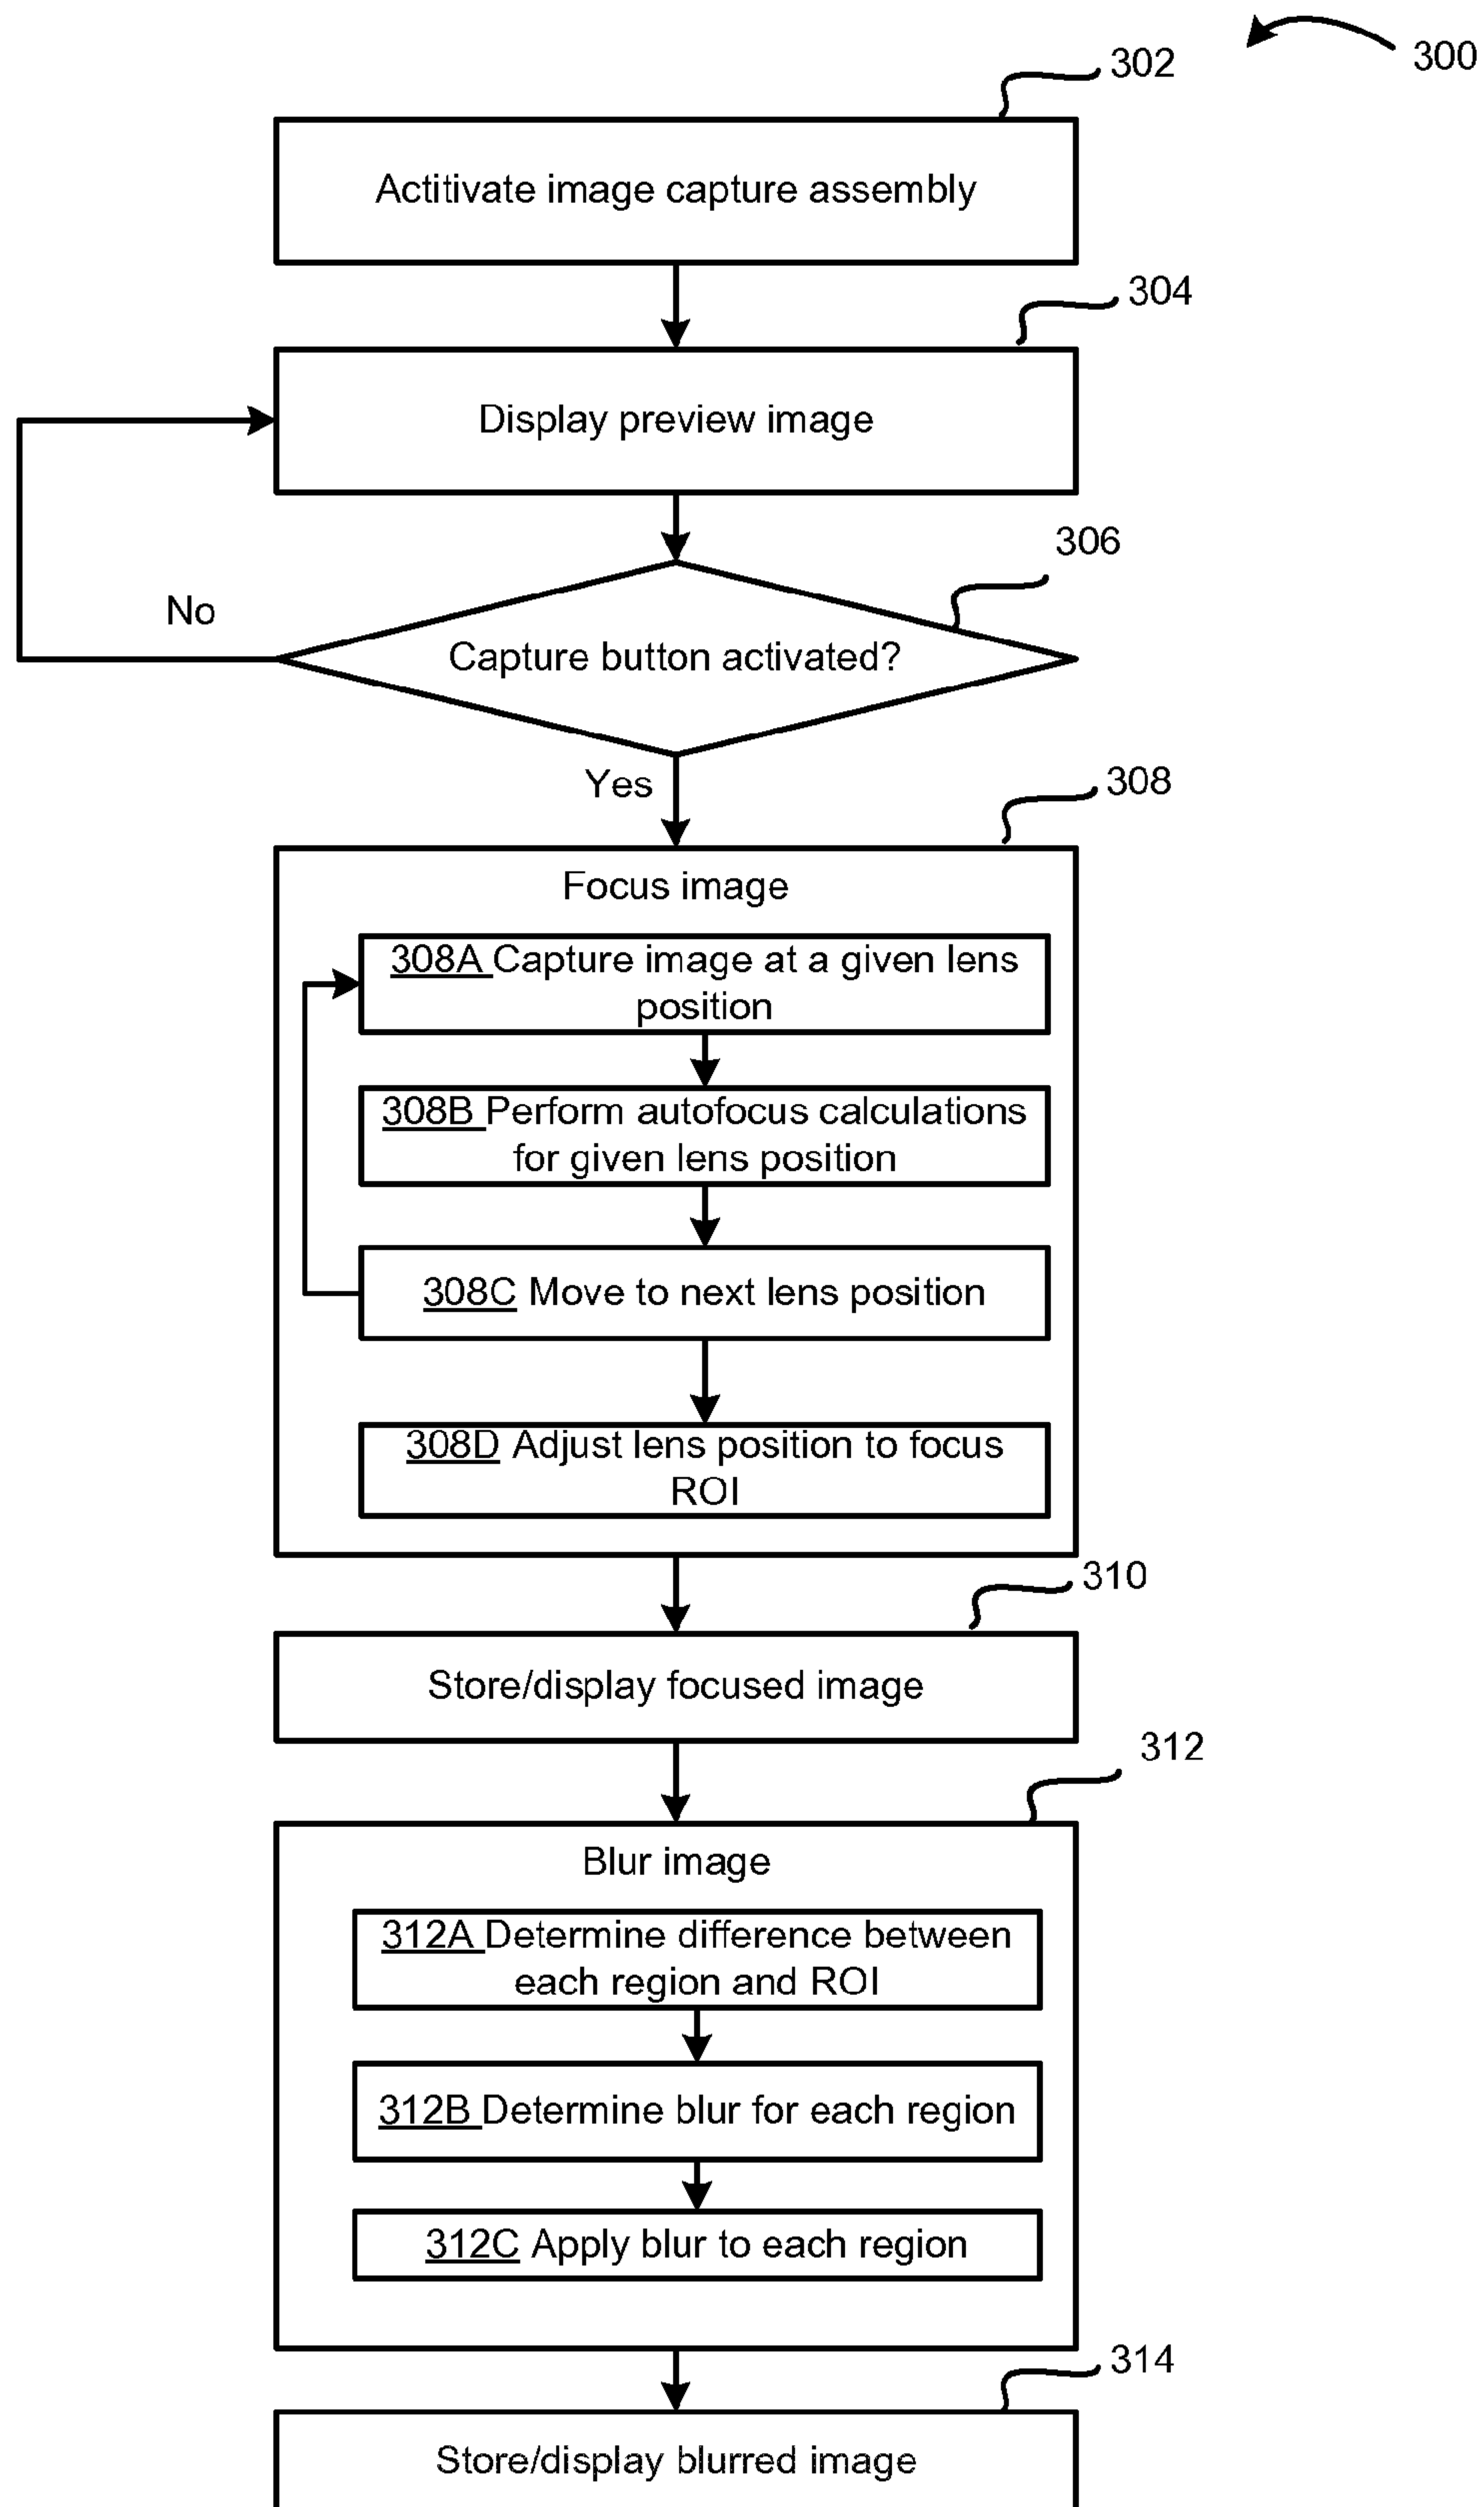 300
302
Actitivate image capture assembly
304
Display preview image
306
No
Capture button activated?
Yes
308
Focus image
308A Capture image at a given lens
position
308B Perform autofocus calculations
for given lens position
308C Move to next lens position
308D Adjust lens position to focus
ROI
310
Store/display focused image
312
Blur image
312A Determine difference between
each region and ROI
312B Determine blur for each region
312C Apply blur to each region
314
Store/display blurred image